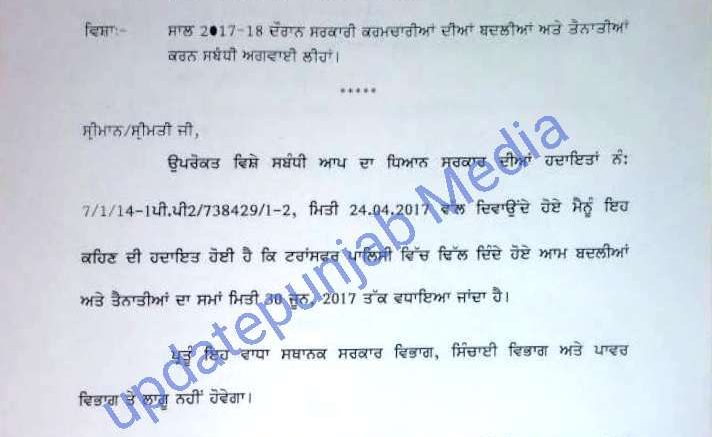 ਵਿਸ਼ਾ:- ਸਾਲ 2017-18 ਦੌਰਾਨ ਸਰਕਾਰੀ ਕਰਮਚਾਰੀਆਂ ਦੀਆਂ ਬਦਲੀਆਂ ਅਤੇ ਤੈਨਾਤੀਆਂ
ਕਰਨ ਸਬੰਧੀ ਅਗਵਾਈ ਲੀਹਾਂ।
*****
ਸ੍ਰੀਮਾਨ/ਸ੍ਰੀਮਤੀ ਜੀ,
ਉਪਰੋਕਤ ਵਿਸ਼ੇ ਸਬੰਧੀ ਆਪ ਦਾ ਧਿਆਨ ਸਰਕਾਰ ਦੀਆਂ ਹਦਾਇਤਾਂ ਨੰ:
7/1/14-1ਪੀ.ਪੀ2/738429/1-2, ਮਿਤੀ 24.04.2017 ਵੱਲ ਦਿਵਾਉਂਦੇ ਹੋਏ ਮੈਨੂੰ ਇਹ
ਕਹਿਣ ਦੀ ਹਦਾਇਤ ਹੋਈ ਹੈ ਕਿ ਟਰਾਂਸਫਰ ਪਾਲਿਸੀ ਵਿੱਚ ਢਿੱਲ ਦਿੰਦੇ ਹੋਏ ਆਮ ਬਦਲੀਆਂ
ਅਤੇ ਤੈਨਾਤੀਆਂ ਦਾ ਸਮਾਂ ਮਿਤੀ 30 ਜੂਨ, 2017 ਤੱਕ ਵਧਾਇਆ ਜਾਂਦਾ ਹੈ।
ਪ੍ਰੰਤੂ ਇਹ ਵਾਧਾ ਸਥਾਨਕ ਸਰਕਾਰ ਵਿਭਾਗ, ਸਿੰਚਾਈ ਵਿਭਾਗ ਅਤੇ ਪਾਵਰ
ਵਿਭਾਗ ਤੇ ਲਾਗੂ ਨਹੀਂ ਹੋਵੇਗਾ।
updatepunjab Media